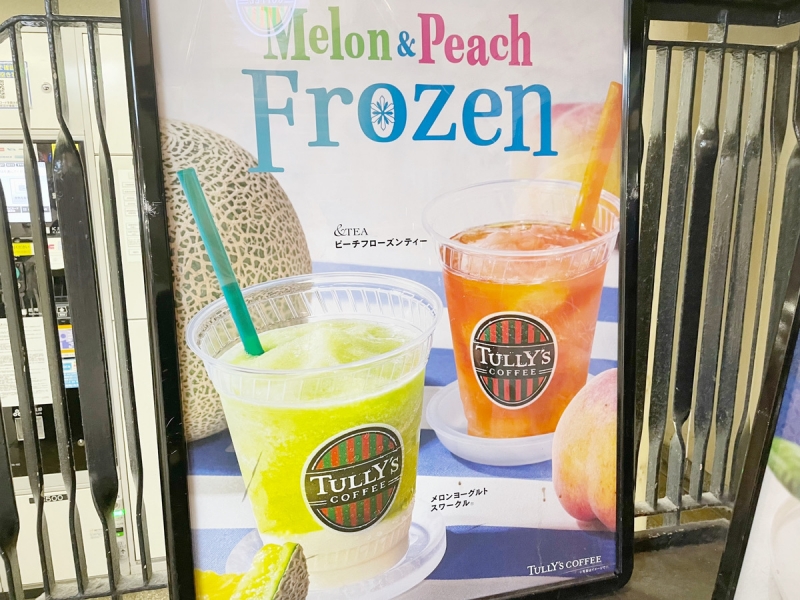 Melon & Peach
Frozen
&TEA
ピーチフローズンティー
TULLY'S
COFFEE
TULLY'S
COFFEE
メロンヨーグルト
スワークル®
TULLY'S COFFEE